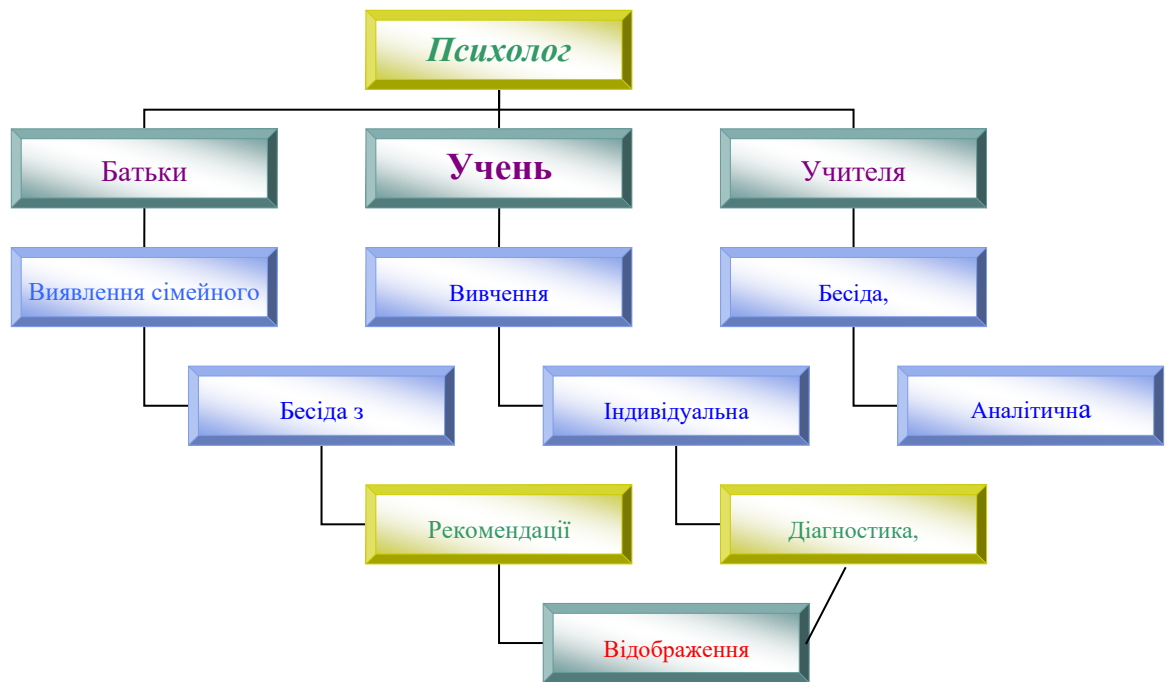 Психолог
Батьки
Учень
Учителя
Виявлення сімейного
Вивчення
Бесіда,
Бесіда з
Індивідуальна
Аналітична
Рекомендації
Діагностика,
Відображення